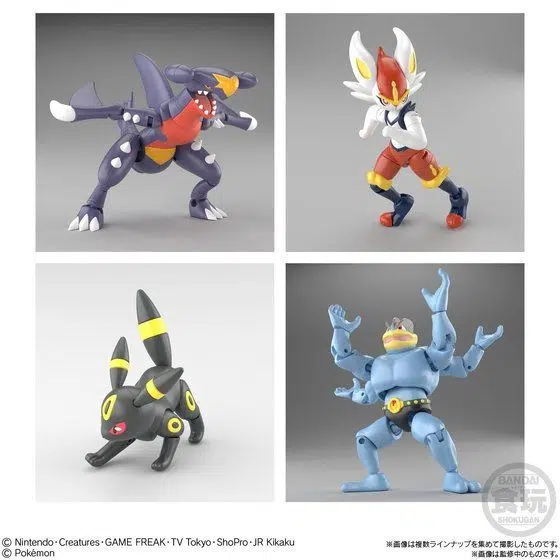 BANDAI
食玩
SHOKUGAN
©Nintendo･Creatures･GAME FREAK･TV Tokyo･ShoPro･JR Kikaku
※画像は複数ラインナップを集めて撮影したものです。
※画像は監修中のものです。